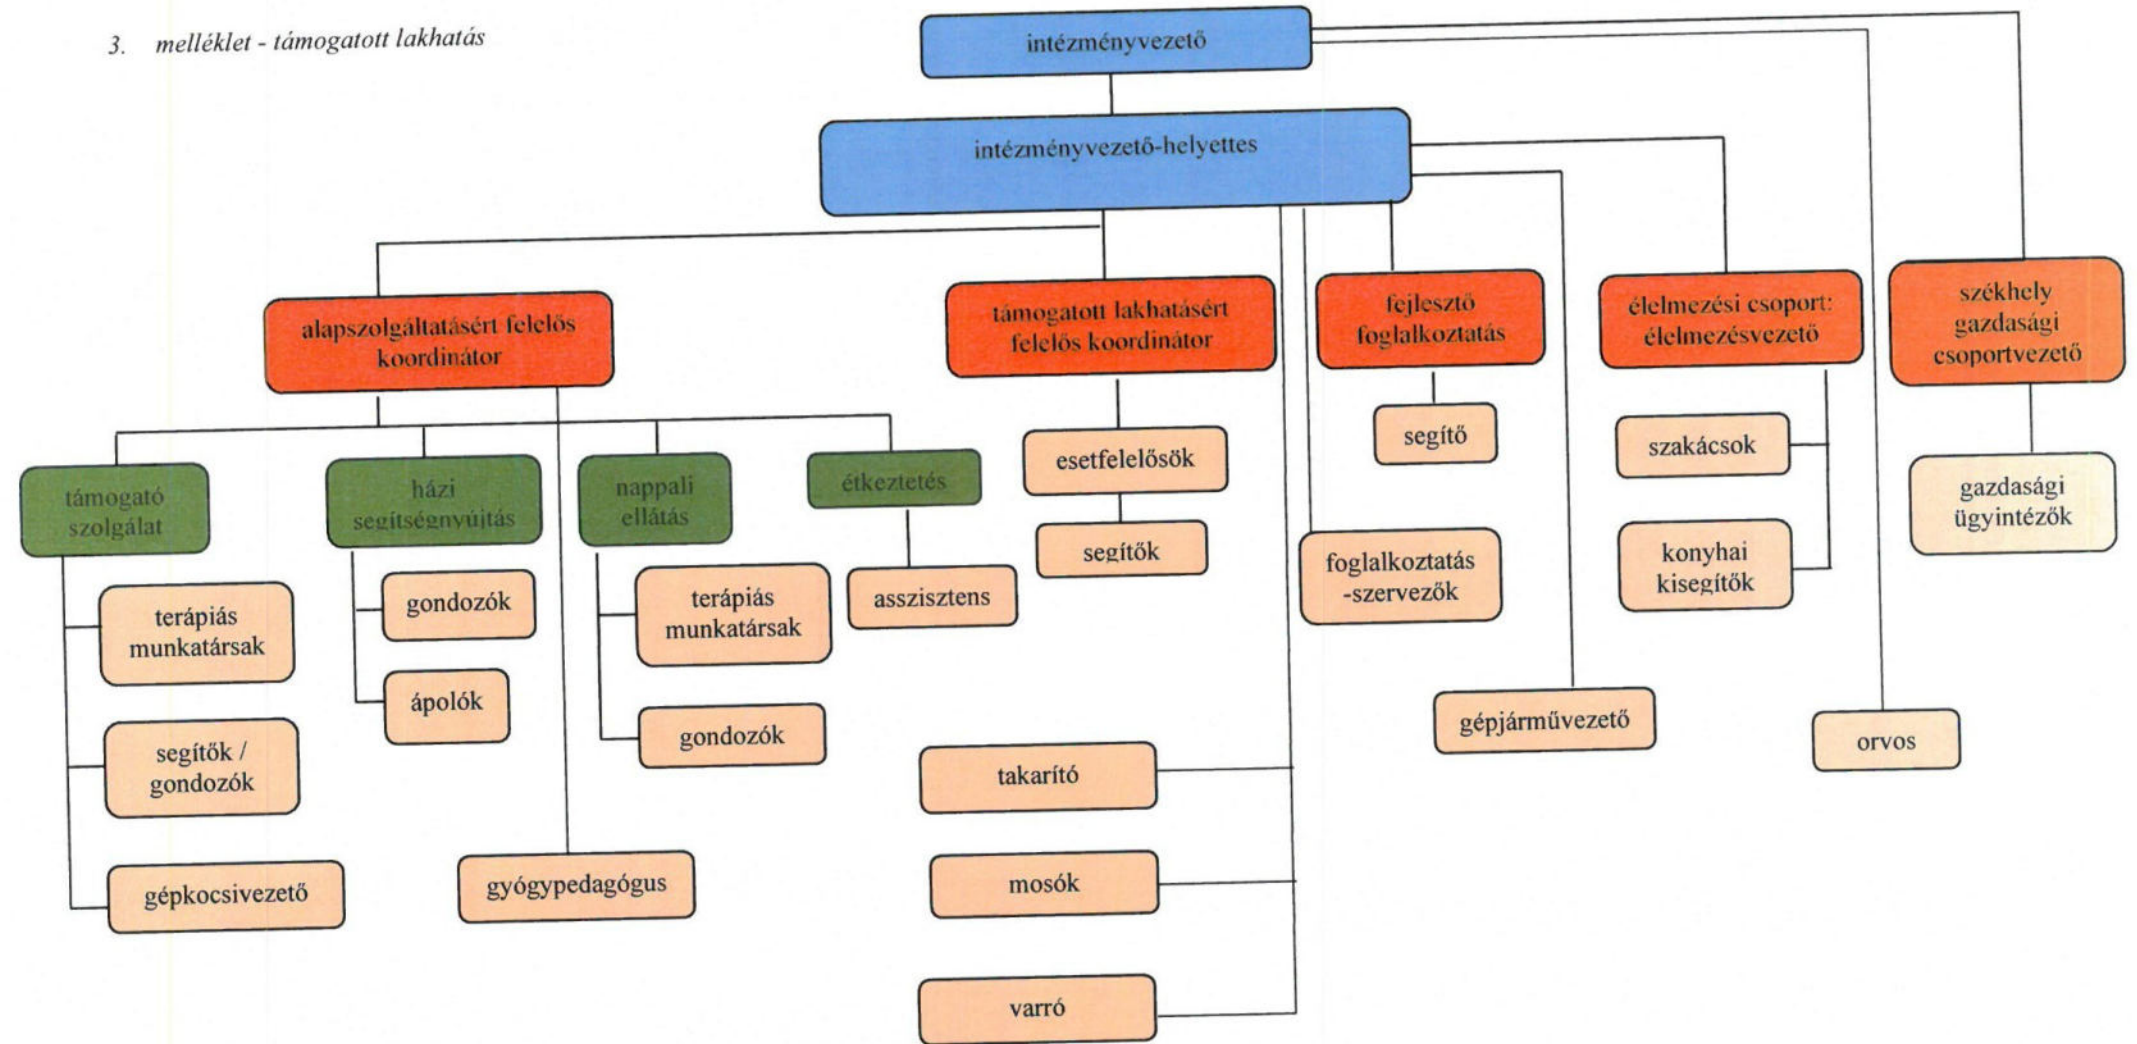 3. melléklet - támogatott lakhatás
intézményvezető
intézményvezető-helyettes
alapszolgáltatásért felelős
koordinátor
támogatott lakhatásért
felelős koordinátor
fejlesztő
foglalkoztatás
élelmezési csoport:
élelmezésvezető
székhely
gazdasági
csoportvezető
támogató
szolgálat
házi
segítségnyújtás
nappali
ellátás
étkeztetés
esetfelelősök
segítők
segítő
szakácsok
konyhai
kisegítők
gazdasági
ügyintézők
terápiás
munkatársak
segítők /
gondozók
gépkocsivezető
gondozók
ápolók
gyógypedagógus
terápiás
munkatársak
gondozók
asszisztens
foglalkoztatás
-szervezők
gépjárművezető
orvos
takarító
mosók
varró